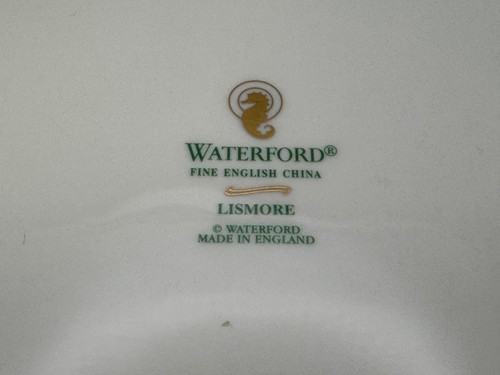 WATERFORD®
FINE ENGLISH CHINA
LISMORE
© WATERFORD
MADE IN ENGLAND